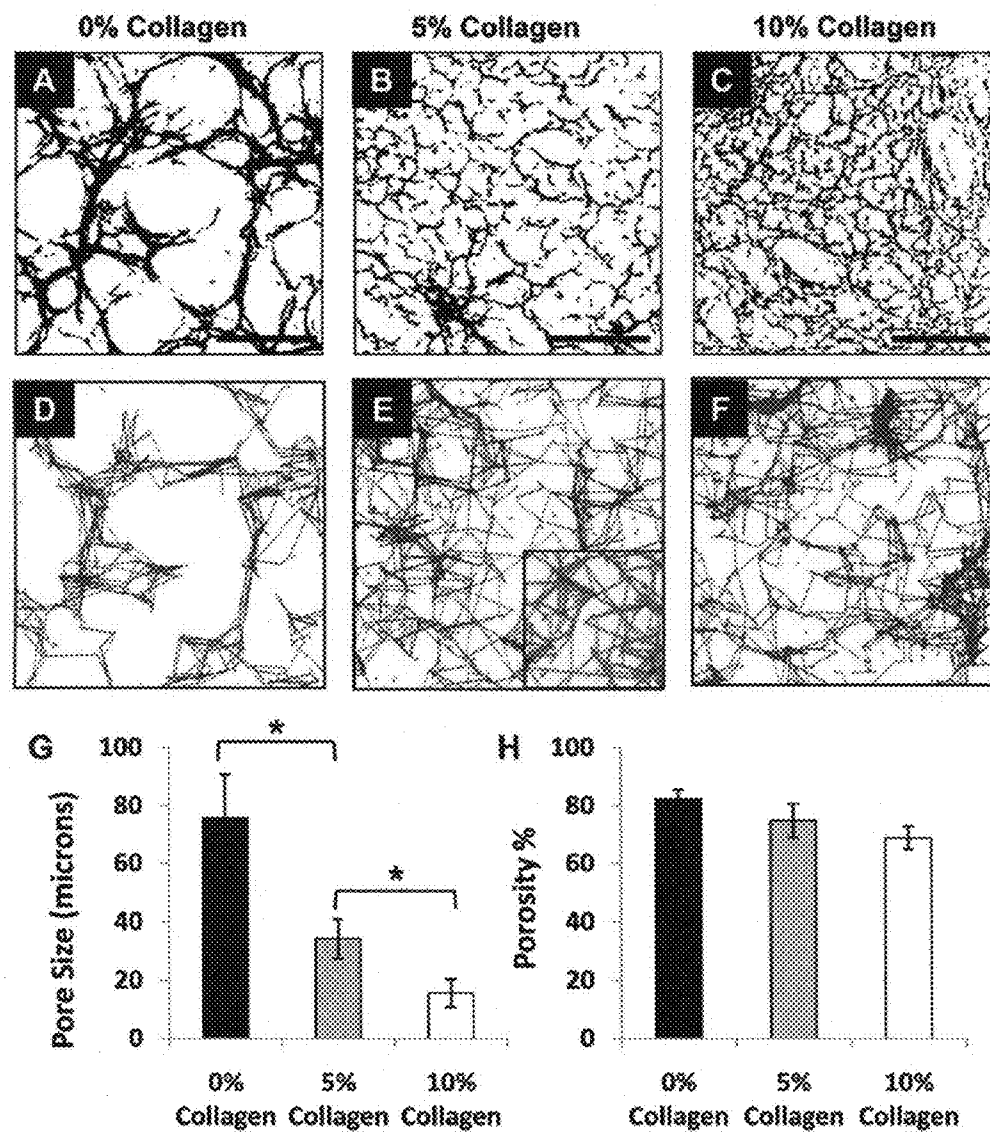 0% Collagen
5% Collagen
10% Collagen
A
B
C
D
E
F
G
Pore Size (microns)
100
80
60
40
20
0
*
*
0% Collagen
5% Collagen
10% Collagen
H
Porosity %
100
80
60
40
20
0
0% Collagen
5% Collagen
10% Collagen